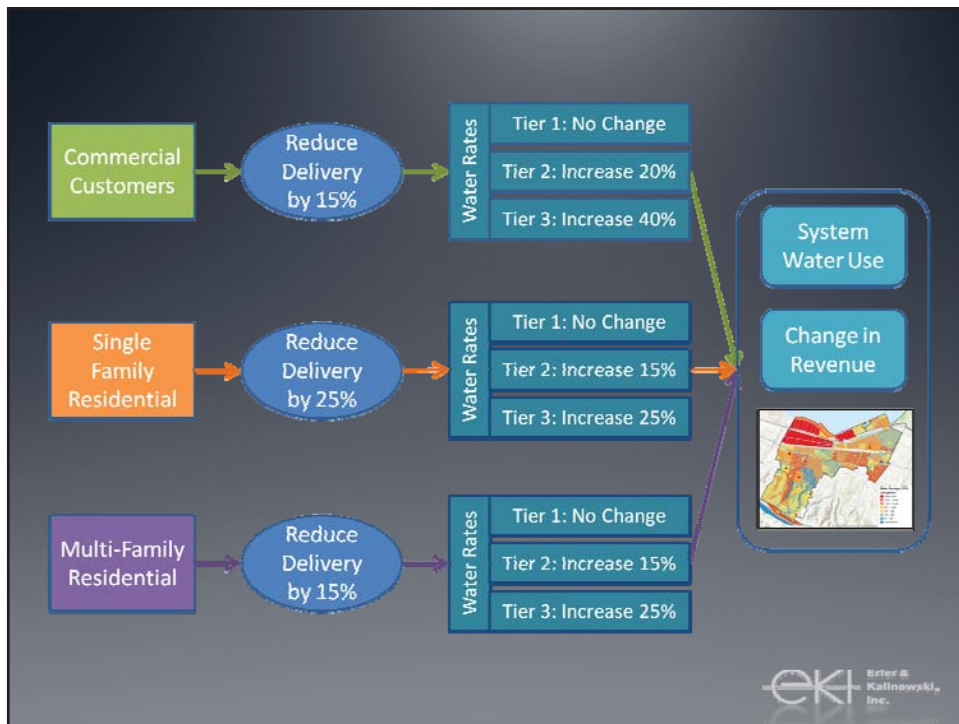 Commercial
Customers
Reduce
Delivery
by 15%
Water Rates
Tier 1: No Change
Tier 2: Increase 20%
Tier 3: Increase 40%
Single
Family
Residential
Reduce
Delivery
by 25%
Water Rates
Tier 1: No Change
Tier 2: Increase 15%
Tier 3: Increase 25%
Multi-Family
Residential
Reduce
Delivery
by 15%
Water Rates
Tier 1: No Change
Tier 2: Increase 15%
Tier 3: Increase 25%
System
Water Use
Change in
Revenue
eki
Erler &
Kalinowski,
Inc.